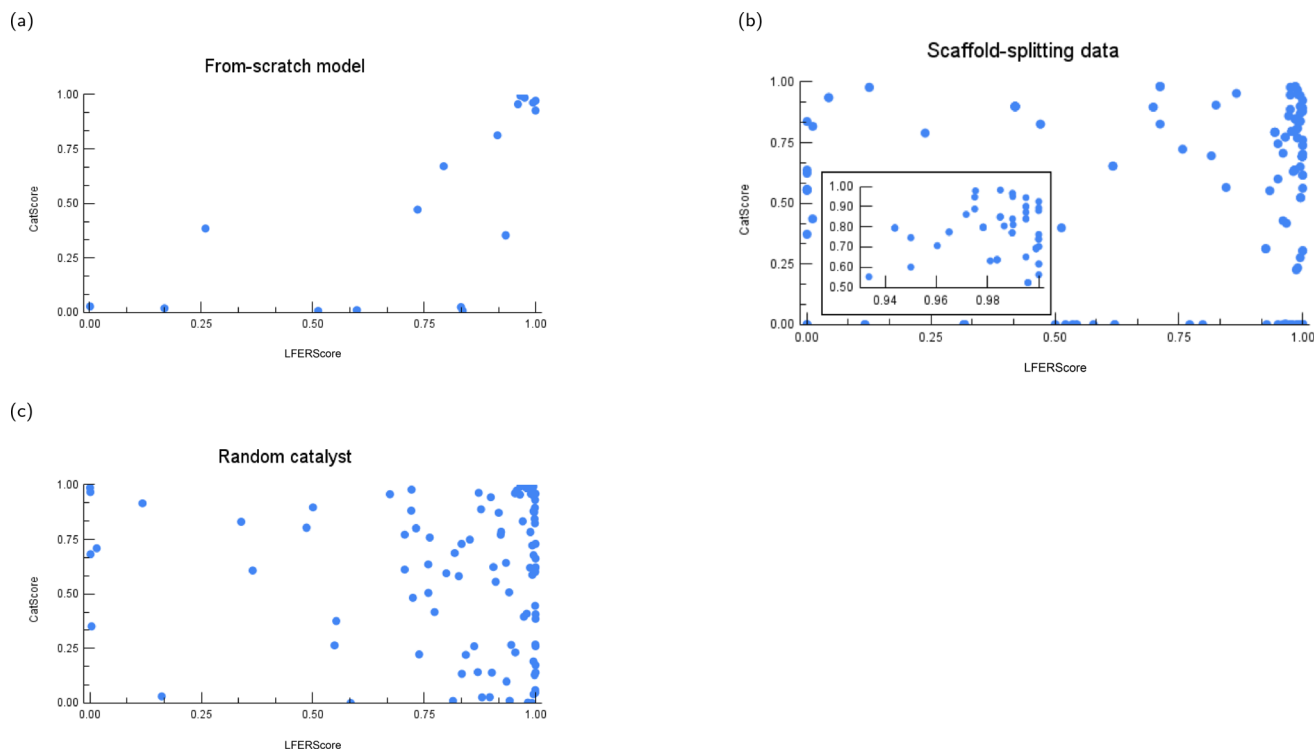 (a)
From-scratch model
1.00
0.75
0.50
0.25
0.00
CatScore
0.00 0.25 0.50 0.75 1.00
LFERScore
(b)
Scaffold-splitting data
1.00
0.75
0.50
0.25
0.00
CatScore
1.00
0.90
0.80
0.70
0.60
0.50
0.94 0.96 0.98
0.00 0.25 0.50 0.75 1.00
LFERScore
(c)
Random catalyst
1.00
0.75
0.50
0.25
0.00
CatScore
0.00 0.25 0.50 0.75 1.00
LFERScore